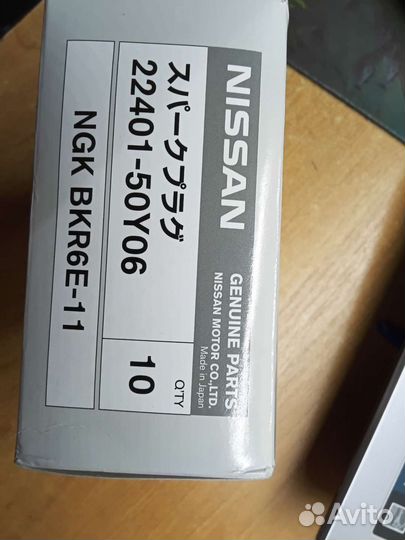 NISSAN
GENUINE PARTS
NISSAN MOTOR CO.,LTD.
Made in Japan
スパークプラグ
22401-50Y06
Q'TY
10
NGK BKR6E-11
Avito